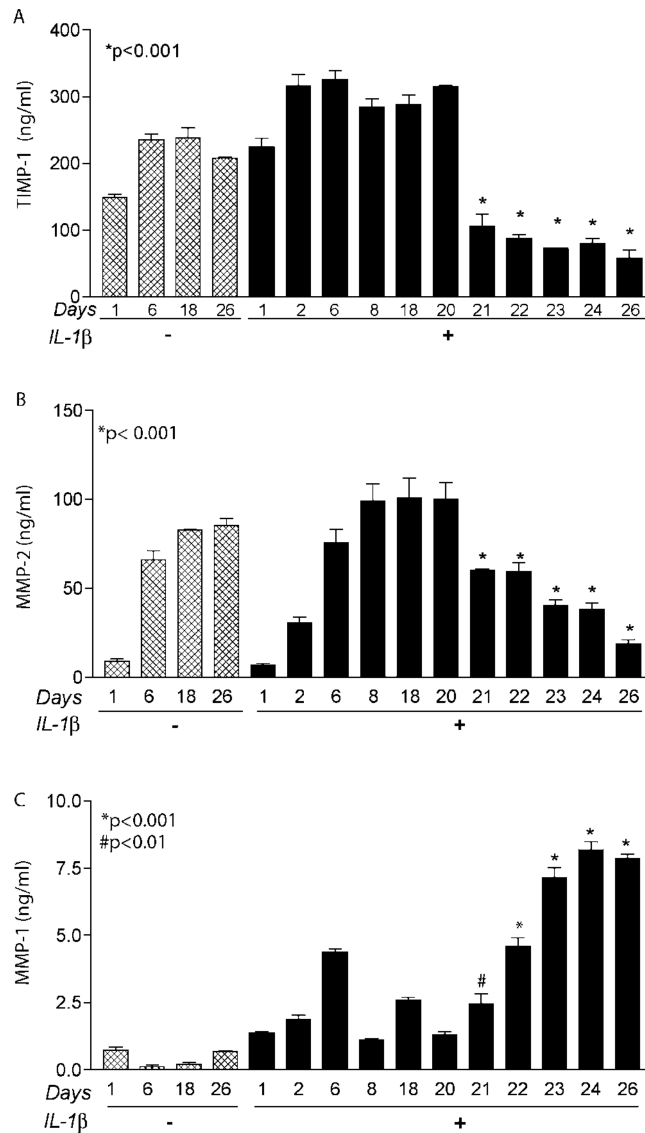 A
*p<0.001
TIMP-1 (ng/ml)
400
300
200
100
0
Days 1 6 18 26 1 2 6 8 18 20 21 22 23 24 26
* * * * *
IL-1β - +
B
*p< 0.001
MMP-2 (ng/ml)
150
100
50
0
* * * * *
Days 1 6 18 26 1 2 6 8 18 20 21 22 23 24 26
IL-1β - +
C
*p<0.001
#p<0.01
MMP-1 (ng/ml)
10.0
7.5
5.0
2.5
0.0
# * * * *
Days 1 6 18 26 1 2 6 8 18 20 21 22 23 24 26
IL-1β - +